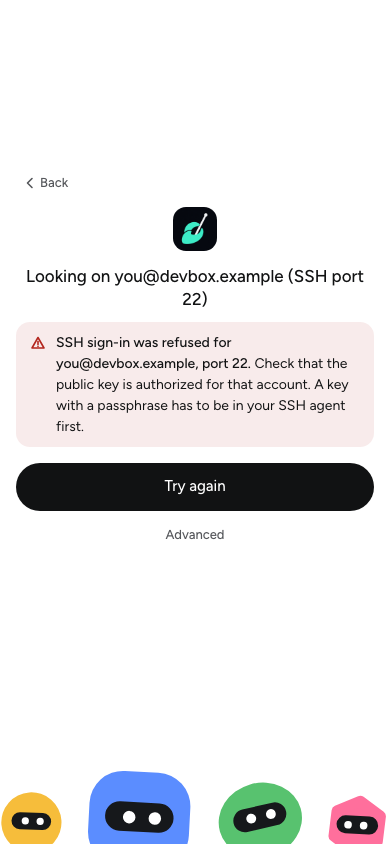 Back
Looking on you@devbox.example (SSH port
22)
SSH sign-in was refused for
you@devbox.example, port 22. Check that the
public key is authorized for that account. A key
with a passphrase has to be in your SSH agent
first.
Try again
Advanced